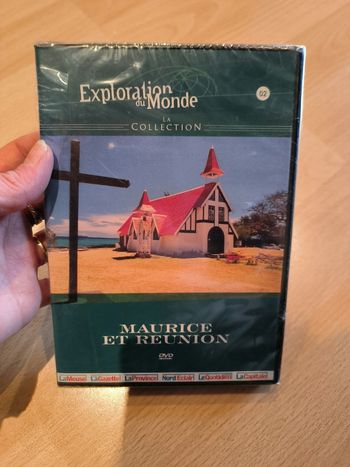 Exploration
du Monde
02
LA
COLLECTION
MAURICE
ET REUNION
DVD
La Meuse La Gazette La Province Nord Eclair Le Quotidien La Capitale